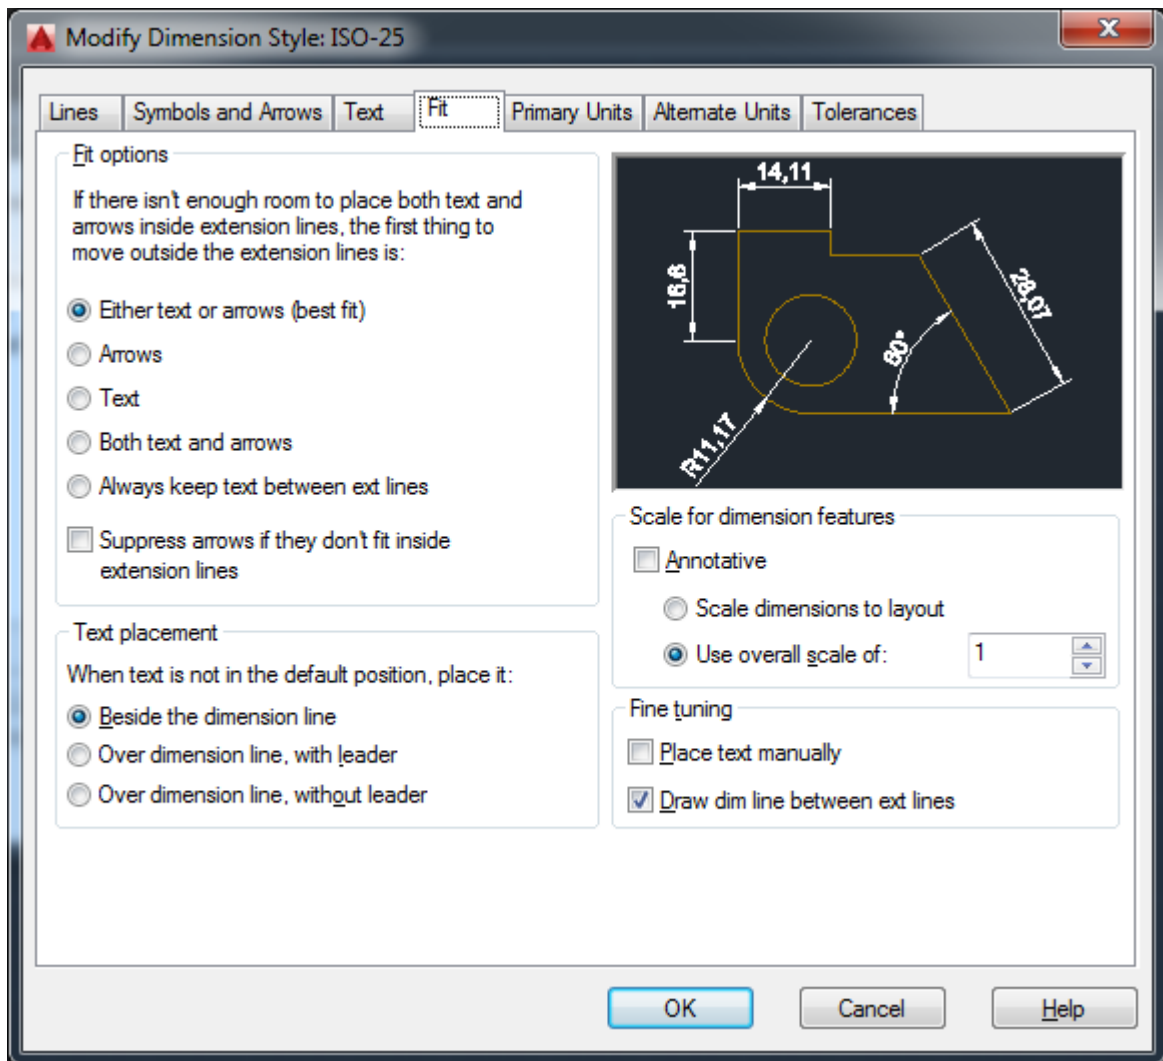 Modify Dimension Style: ISO-25
Lines Symbols and Arrows Text Fit Primary Units Alternate Units Tolerances
Fit options
If there isn't enough room to place both text and
arrows inside extension lines, the first thing to
move outside the extension lines is:
Either text or arrows (best fit)
Arrows
Text
Both text and arrows
Always keep text between ext lines
Suppress arrows if they don't fit inside
extension lines
Text placement
When text is not in the default position, place it:
Beside the dimension line
Over dimension line, with leader
Over dimension line, without leader
14,11
16,6
28,07
60°
R11,17
Scale for dimension features
Annotative
Scale dimensions to layout
Use overall scale of: 1
Fine tuning
Place text manually
Draw dim line between ext lines
OK Cancel Help